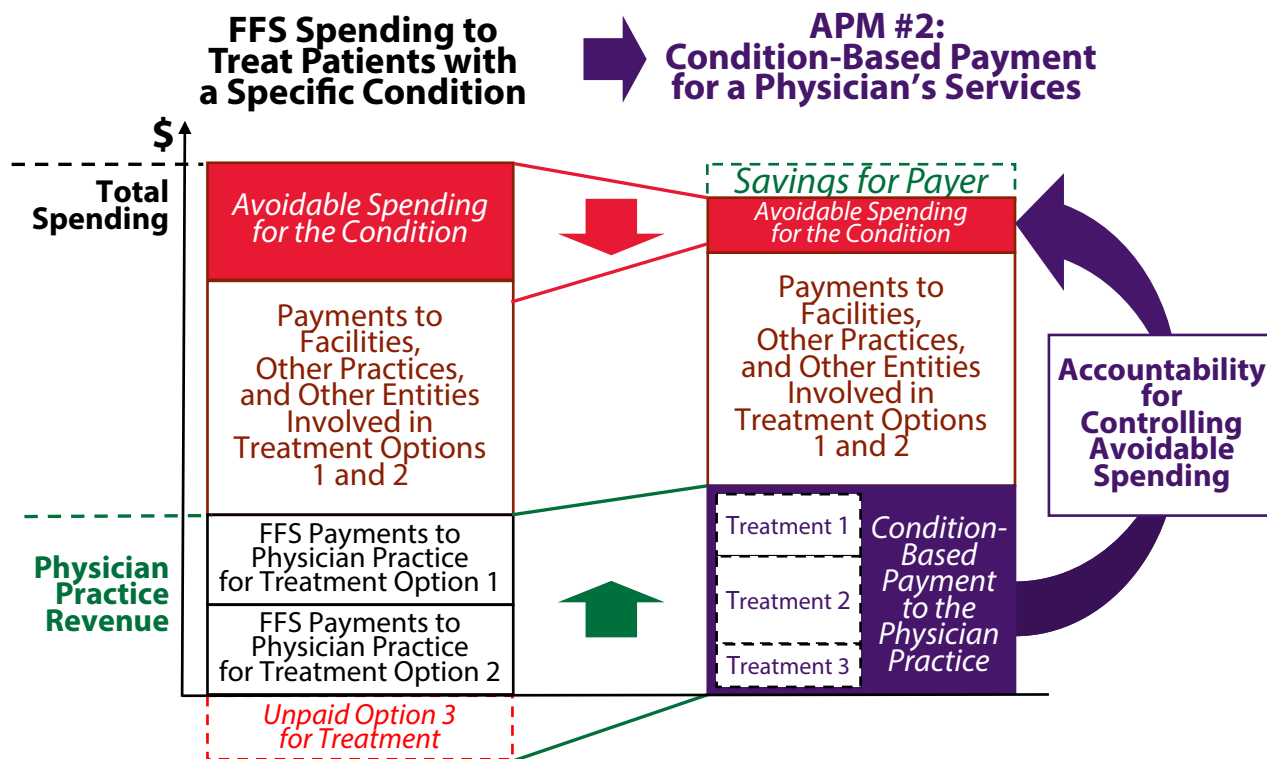 FFS Spending to
Treat Patients with
a Specific Condition
APM #2:
Condition-Based Payment
for a Physician's Services
$
Total
Spending
Avoidable Spending
for the Condition
Payments to
Facilities,
Other Practices,
and Other Entities
Involved in
Treatment Options
1 and 2
Physician
Practice
Revenue
FFS Payments to
Physician Practice
for Treatment Option 1
FFS Payments to
Physician Practice
for Treatment Option 2
Unpaid Option 3
for Treatment
Savings for Payer
Avoidable Spending
for the Condition
Payments to
Facilities,
Other Practices,
and Other Entities
Involved in
Treatment Options
1 and 2
Treatment 1
Treatment 2
Treatment 3
Condition-
Based
Payment
to the
Physician
Practice
Accountability
for
Controlling
Avoidable
Spending